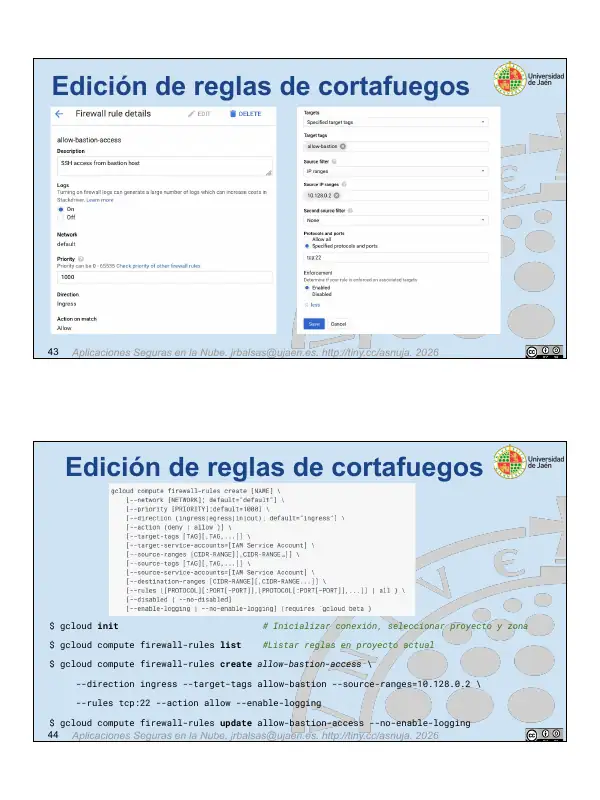 Edición de reglas de cortafuegos
Universidad
de Jaén
Firewall rule details
EDIT
DELETE
allow-bastion-access
Description
SSH access from bastion host
Logs
Turning on firewall logs can generate a large number of logs which can increase costs in
Stackdriver. Learn more
On
Off
Network
default
Priority
Priority can be 0 - 65535 Check priority of other firewall rules
1000
Direction
Ingress
Action on match
Allow
Targets
Specified target tags
Target tags
allow-bastion
Source filter
IP ranges
Source IP ranges
10.128.0.2
Second source filter
None
Protocols and ports
Allow all
Specified protocols and ports
tcp:22
Enforcement
Determine if your rule is enforced on associated targets
Enabled
Disabled
less
Save Cancel
43 Aplicaciones Seguras en la Nube. jrbalsas@ujaen.es. http://tiny.cc/asnuja. 2026
Edición de reglas de cortafuegos
Universidad
de Jaén
gcloud compute firewall-rules create [NAME] \
[--network [NETWORK]; default="default"] \
[--priority [PRIORITY];default=1000] \
[--direction (ingress|egress|in|out); default="ingress"] \
[--action (deny | allow )] \
[--target-tags [TAG][,TAG,...]] \
[--target-service-accounts=[IAM Service Account] \
[--source-ranges [CIDR-RANGE][,CIDR-RANGE…]] \
[--source-tags [TAG][,TAG,...]] \
[--source-service-accounts=[IAM Service Account] \
[--destination-ranges [CIDR-RANGE][,CIDR-RANGE...]] \
[--rules ([PROTOCOL][:PORT[-PORT]],[PROTOCOL[:PORT[-PORT]],...]] | all ) \
[--disabled | --no-disabled]
[--enable-logging | --no-enable-logging]
$ gcloud init # Inicializar conexión, seleccionar proyecto y zona
$ gcloud compute firewall-rules list #Listar reglas en proyecto actual
$ gcloud compute firewall-rules create allow-bastion-access \
--direction ingress --target-tags allow-bastion --source-ranges=10.128.0.2 \
--rules tcp:22 --action allow --enable-logging
$ gcloud compute firewall-rules update allow-bastion-access --no-enable-logging
44 Aplicaciones Seguras en la Nube. jrbalsas@ujaen.es. http://tiny.cc/asnuja. 2026